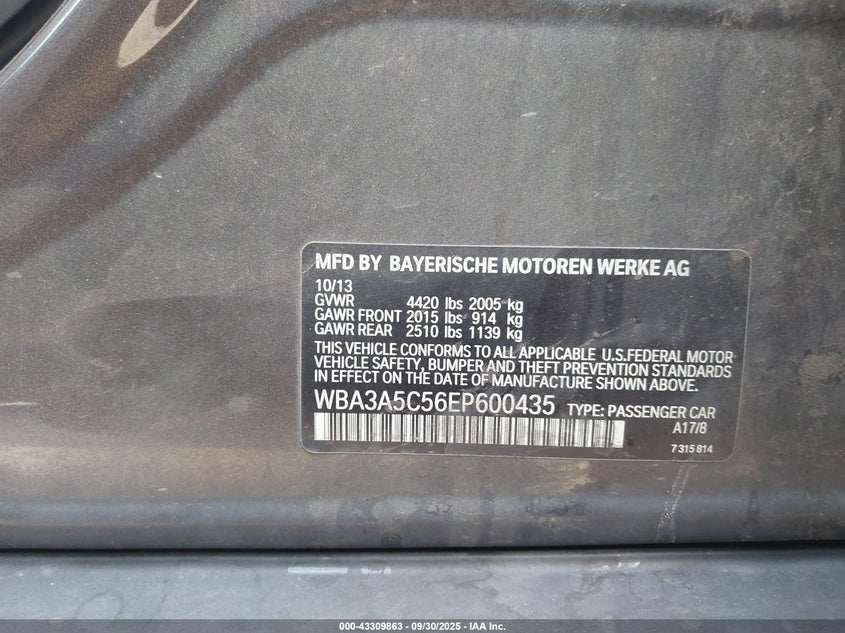 MFD BY BAYERISCHE MOTOREN WERKE AG
10/13
GVWR 4420 lbs 2005 kg
GAWR FRONT 2015 lbs 914 kg
GAWR REAR 2510 lbs 1139 kg
THIS VEHICLE CONFORMS TO ALL APPLICABLE U.S.FEDERAL MOTOR
VEHICLE SAFETY, BUMPER AND THEFT PREVENTION STANDARDS
IN EFFECT ON THE DATE OF MANUFACTURE SHOWN ABOVE.
WBA3A5C56EP600435 TYPE: PASSENGER CAR
A17/8
7 315 814
000-43309863 - 09/30/2025 - IAA Inc.